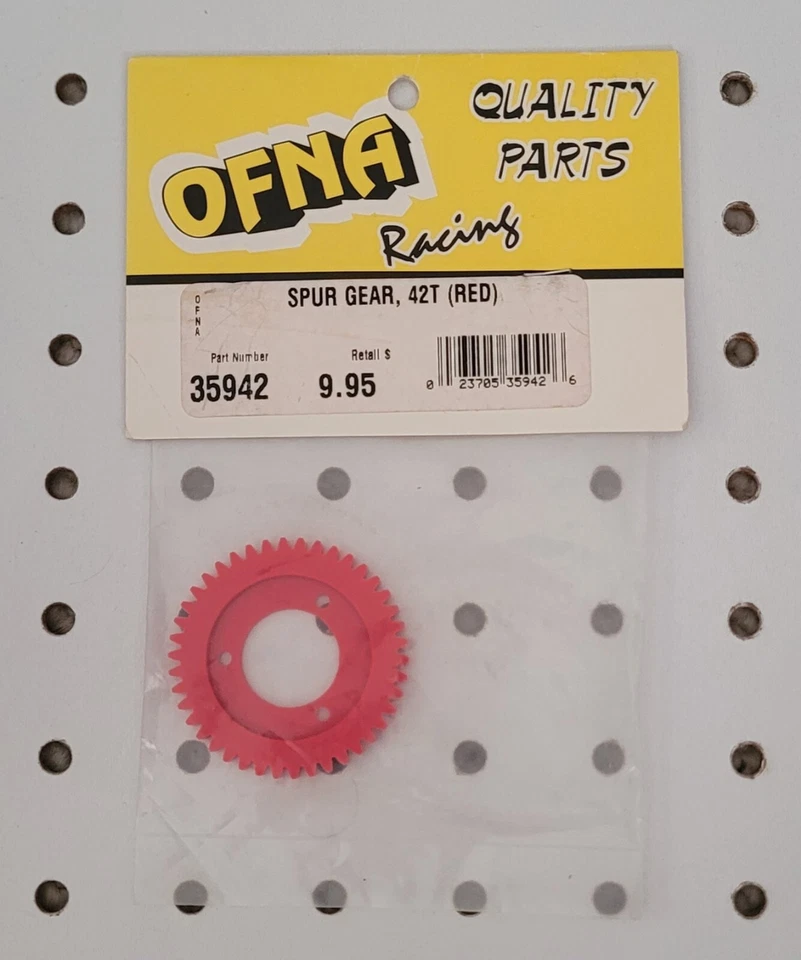 OFNA
Racing
QUALITY
PARTS
OFNA
SPUR GEAR, 42T (RED)
Part Number
35942
Retail $
9.95
0 23705 35942 6